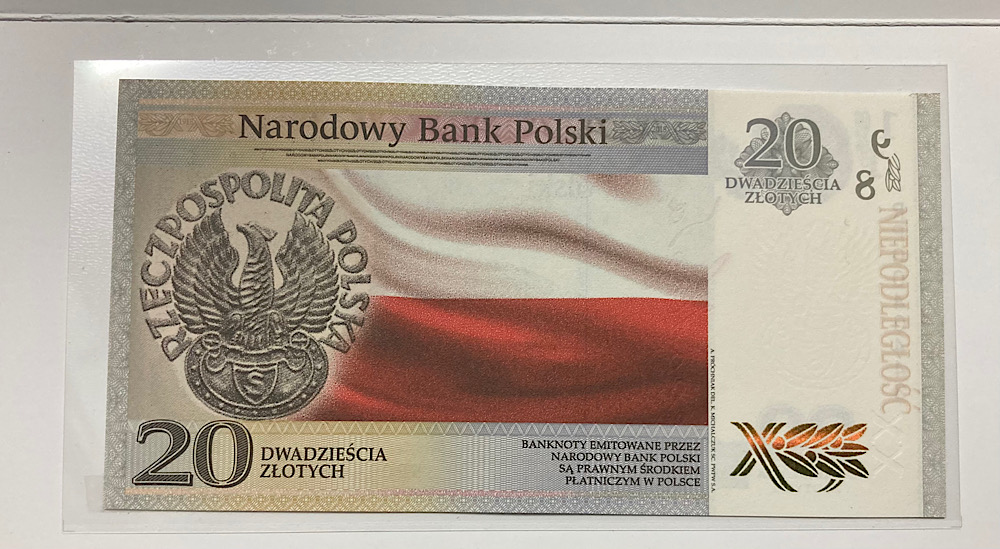 Narodowy Bank Polski
RZECZPOSPOLITA POLSKA
S
20
DWADZIEŚCIA
ZŁOTYCH
20
DWADZIEŚCIA
ZŁOTYCH
BANKNOTY EMITOWANE PRZEZ
NARODOWY BANK POLSKI
SĄ PRAWNYM ŚRODKIEM
PŁATNICZYM W POLSCE
NIEPODLEGŁOŚĆ